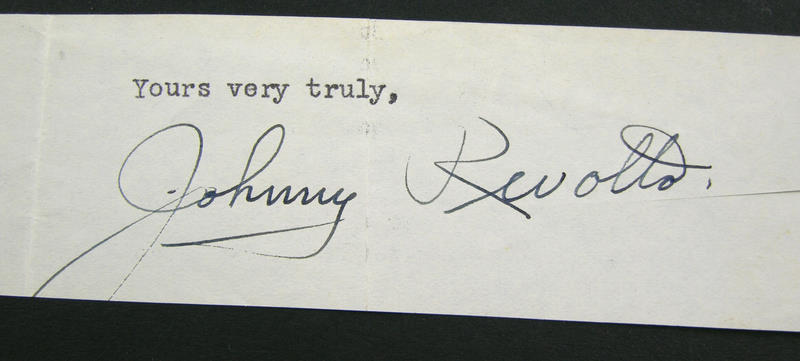 Yours very truly,
Johnny Revolta.